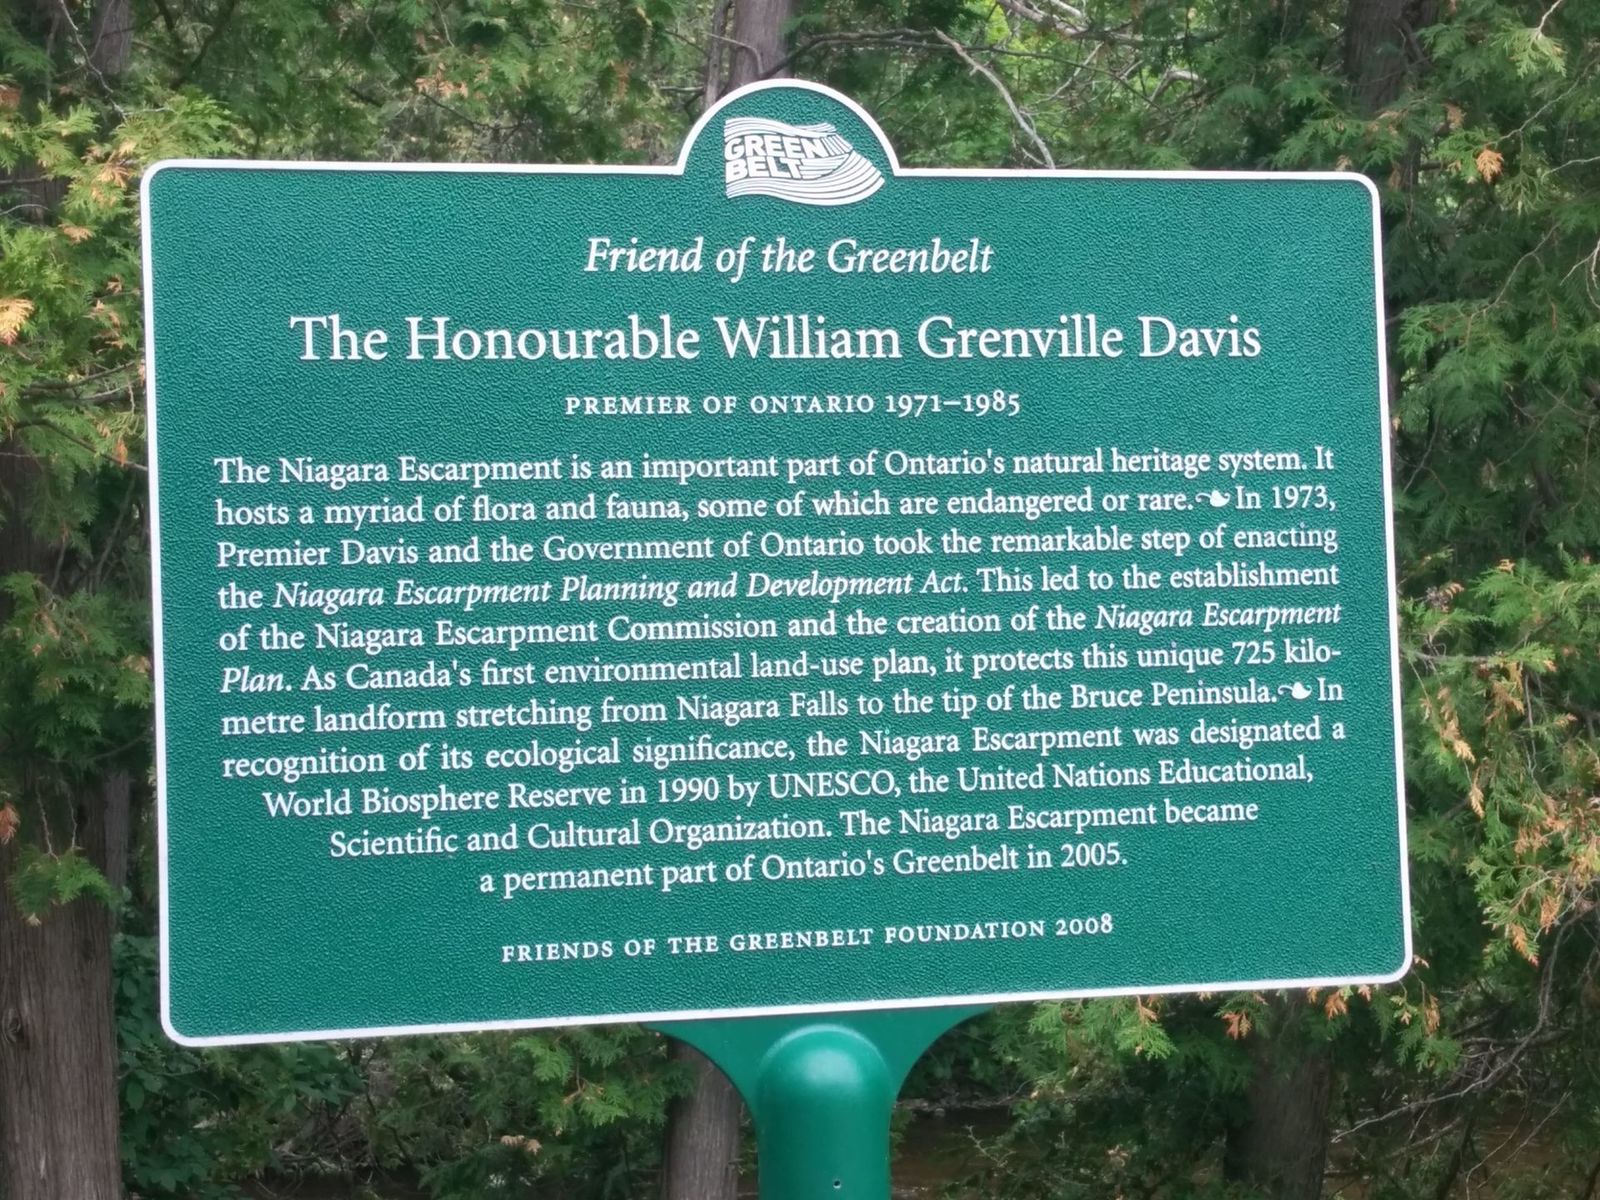 GREEN
BELT
Friend of the Greenbelt
The Honourable William Grenville Davis
PREMIER OF ONTARIO 1971–1985
The Niagara Escarpment is an important part of Ontario's natural heritage system. It
hosts a myriad of flora and fauna, some of which are endangered or rare. In 1973,
Premier Davis and the Government of Ontario took the remarkable step of enacting
the Niagara Escarpment Planning and Development Act. This led to the establishment
of the Niagara Escarpment Commission and the creation of the Niagara Escarpment
Plan. As Canada's first environmental land-use plan, it protects this unique 725 kilo-
metre landform stretching from Niagara Falls to the tip of the Bruce Peninsula. In
recognition of its ecological significance, the Niagara Escarpment was designated a
World Biosphere Reserve in 1990 by UNESCO, the United Nations Educational,
Scientific and Cultural Organization. The Niagara Escarpment became
a permanent part of Ontario's Greenbelt in 2005.
FRIENDS OF THE GREENBELT FOUNDATION 2008